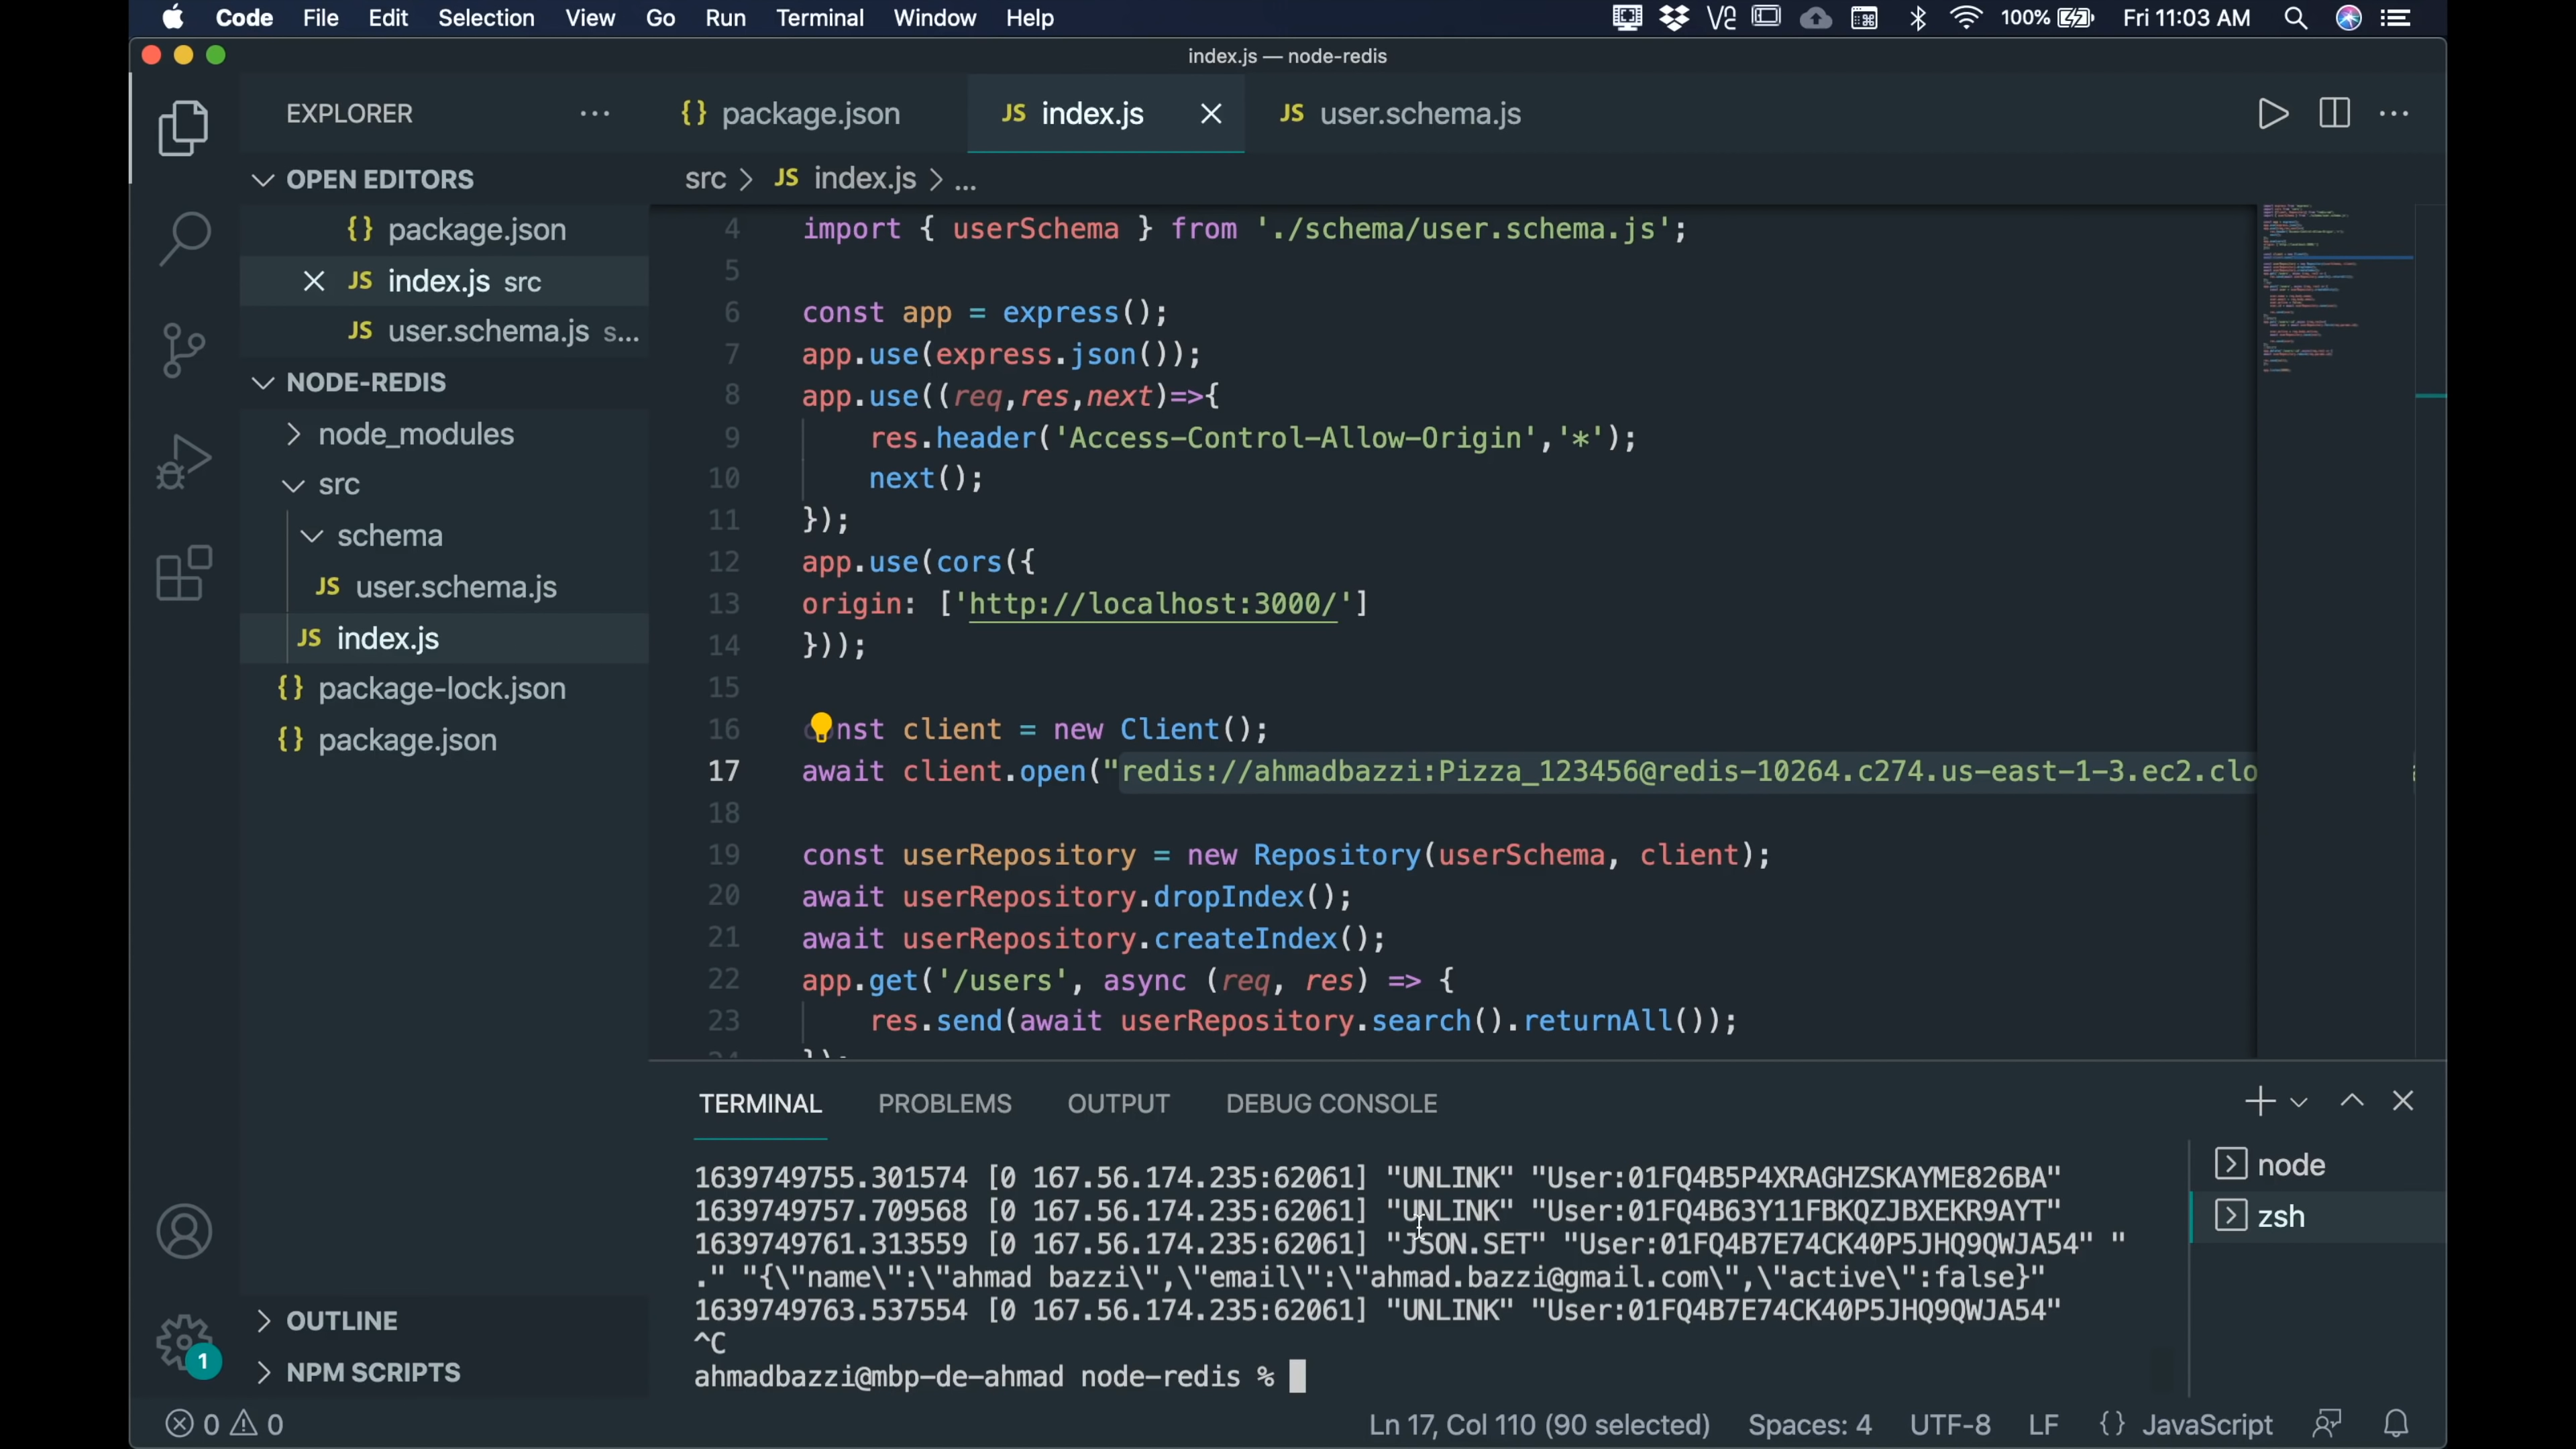 Code File Edit Selection View Go Run Terminal Window Help 100% Fri 11:03 AM
index.js — node-redis
EXPLORER
{} package.json JS index.js JS user.schema.js
OPEN EDITORS
{} package.json
JS index.js src
JS user.schema.js s...
NODE-REDIS
node_modules
src
schema
JS user.schema.js
JS index.js
{} package-lock.json
{} package.json
OUTLINE
NPM SCRIPTS
1
src > JS index.js > ...
4 import { userSchema } from './schema/user.schema.js';
5
6 const app = express();
7 app.use(express.json());
8 app.use((req,res,next)=>{
9 res.header('Access-Control-Allow-Origin','*');
10 next();
11 });
12 app.use(cors({
13 origin: ['http://localhost:3000/']
14 }));
15
16 const client = new Client();
17 await client.open("redis://ahmadbazzi:Pizza_123456@redis-10264.c274.us-east-1-3.ec2.clo
18
19 const userRepository = new Repository(userSchema, client);
20 await userRepository.dropIndex();
21 await userRepository.createIndex();
22 app.get('/users', async (req, res) => {
23 res.send(await userRepository.search().returnAll());
24 });
TERMINAL PROBLEMS OUTPUT DEBUG CONSOLE
1639749755.301574 [0 167.56.174.235:62061] "UNLINK" "User:01FQ4B5P4XRAGHZSKAYME826BA"
1639749757.709568 [0 167.56.174.235:62061] "UNLINK" "User:01FQ4B63Y11FBKQZJBXEKR9AYT"
1639749761.313559 [0 167.56.174.235:62061] "JSON.SET" "User:01FQ4B7E74CK40P5JHQ9QWJA54" "
." "{\"name\":\"ahmad bazzi\",\"email\":\"ahmad.bazzi@gmail.com\",\"active\":false}"
1639749763.537554 [0 167.56.174.235:62061] "UNLINK" "User:01FQ4B7E74CK40P5JHQ9QWJA54"
^C
ahmadbazzi@mbp-de-ahmad node-redis %
node
zsh
0 0 Ln 17, Col 110 (90 selected) Spaces: 4 UTF-8 LF {} JavaScript